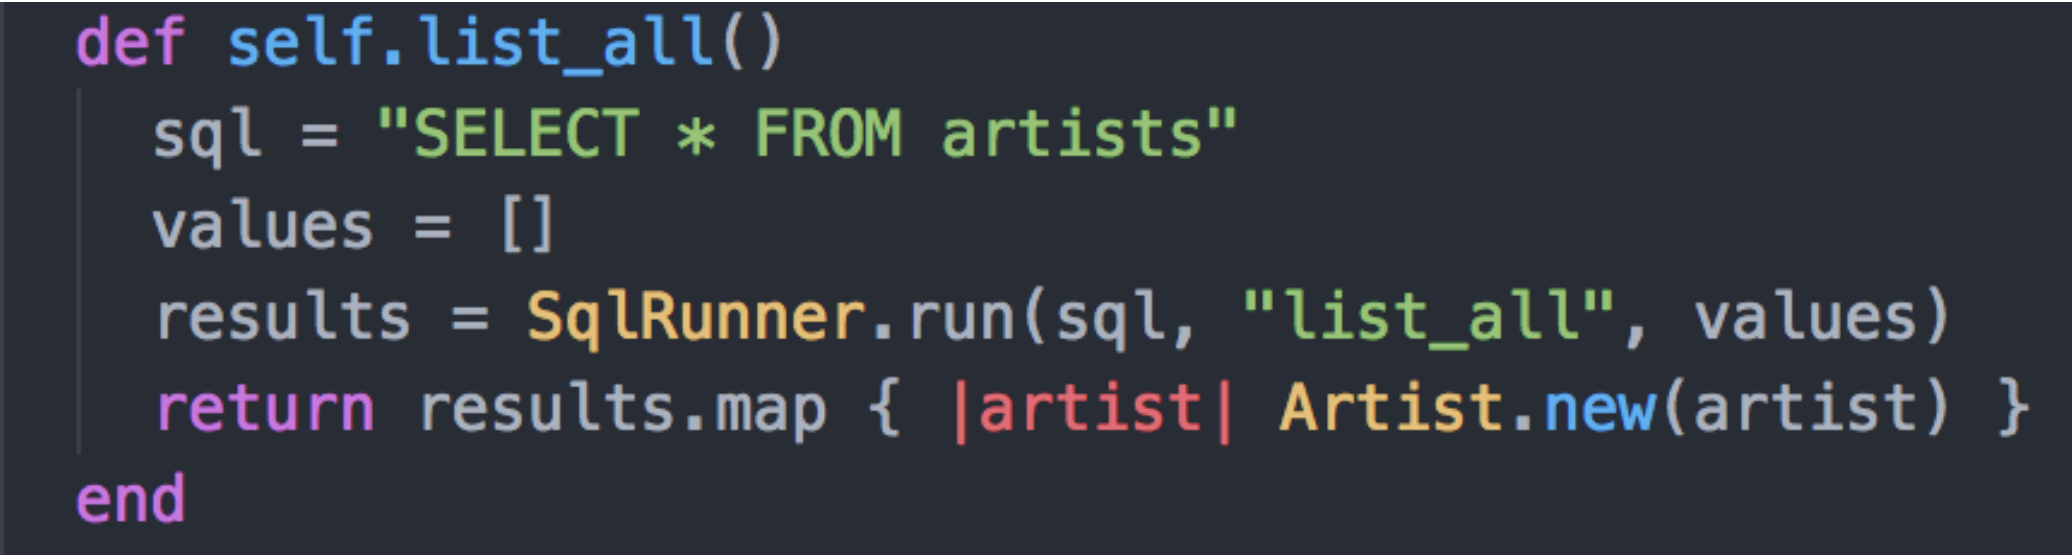 def self.list_all()
  sql = "SELECT * FROM artists"
  values = []
  results = SqlRunner.run(sql, "list_all", values)
  return results.map { |artist| Artist.new(artist) }
end